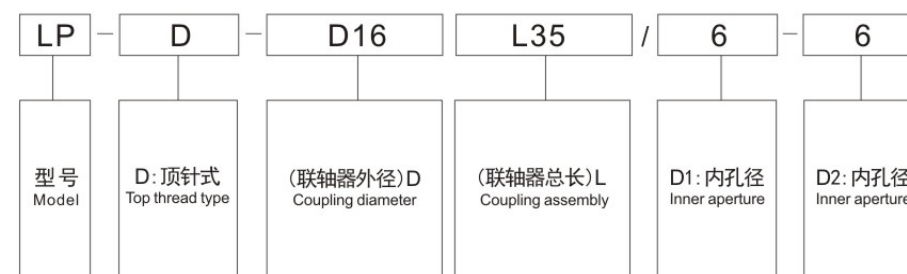 LP - D - D16 L35 / 6 - 6
型号 D:顶针式 (联轴器外径)D (联轴器总长)L D1:内孔径 D2:内孔径
Model Top thread type Coupling diameter Coupling assembly Inner aperture Inner aperture